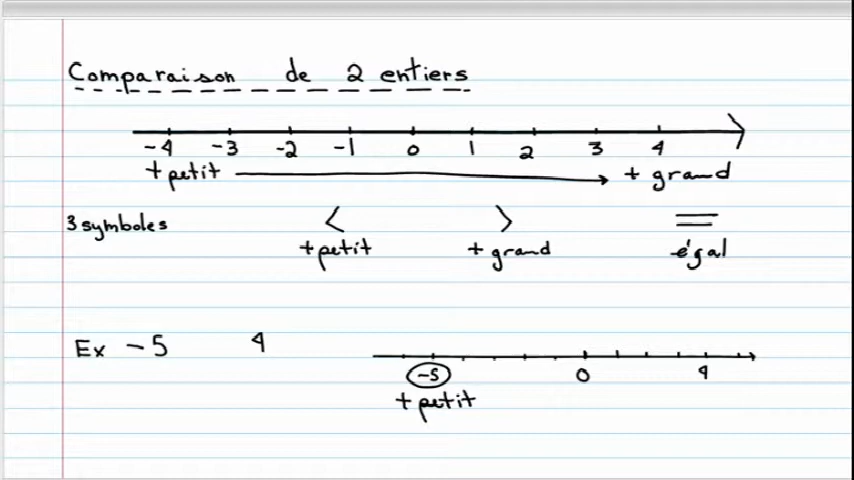 Comparaison de 2 entiers
-4 -3 -2 -1 0 1 2 3 4
+ petit + grand
3 symboles < > =
+ petit + grand égal
Ex -5 4
-5 0 4
+ petit